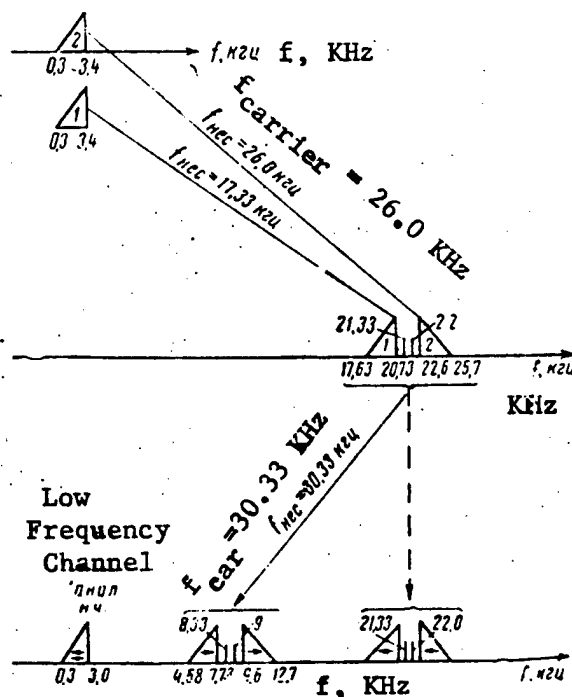 2
f, кгц f, KHz
0,3 - 3,4
1
0,3 3,4
fнес = 26,0 кгц
f carrier = 26.0 KHz
fнес = 17,33 кгц
21,33 22
1 2
17,63 20,73 22,6 25,7 f, кгц
KHz
f car = 30.33 KHz
fнес = 30,33 кгц
Low
Frequency
Channel
нч.
8,33 9 21,33 22,0
0,3 3,0 4,58 7,73 9,6 12,7 f, кгц
f, KHz